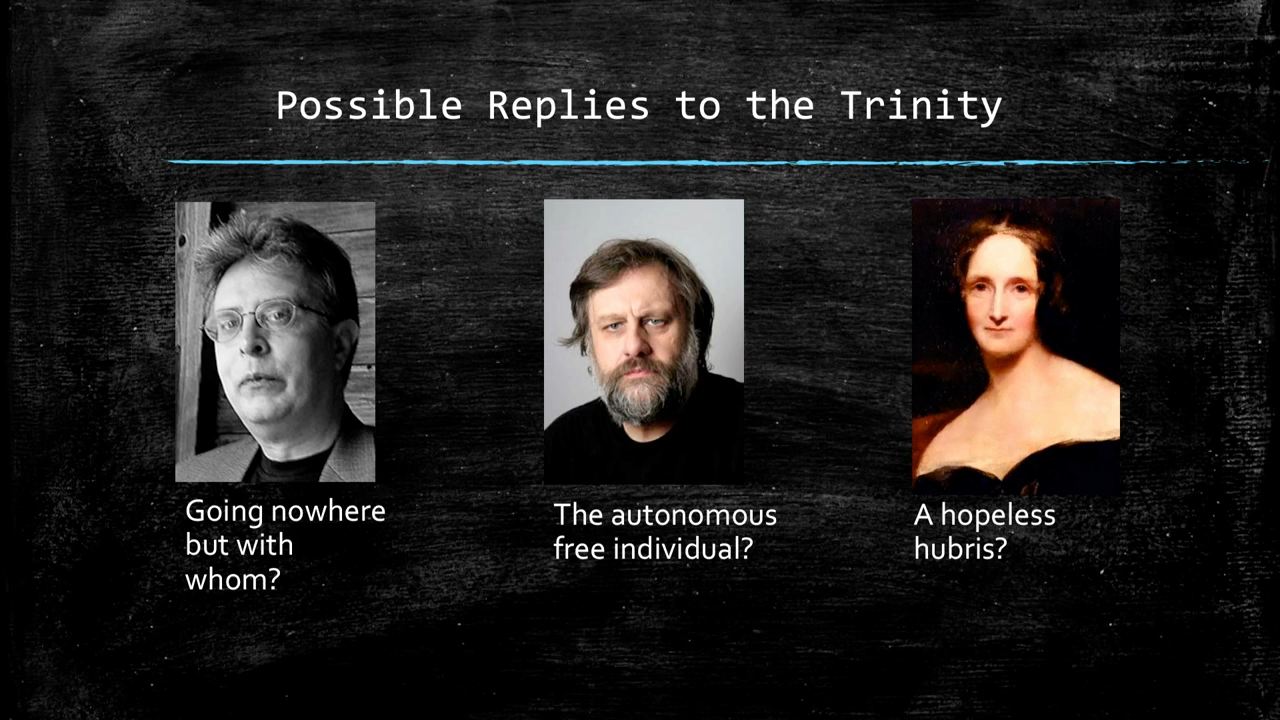 Possible Replies to the Trinity
Going nowhere
but with
whom?
The autonomous
free individual?
A hopeless
hubris?